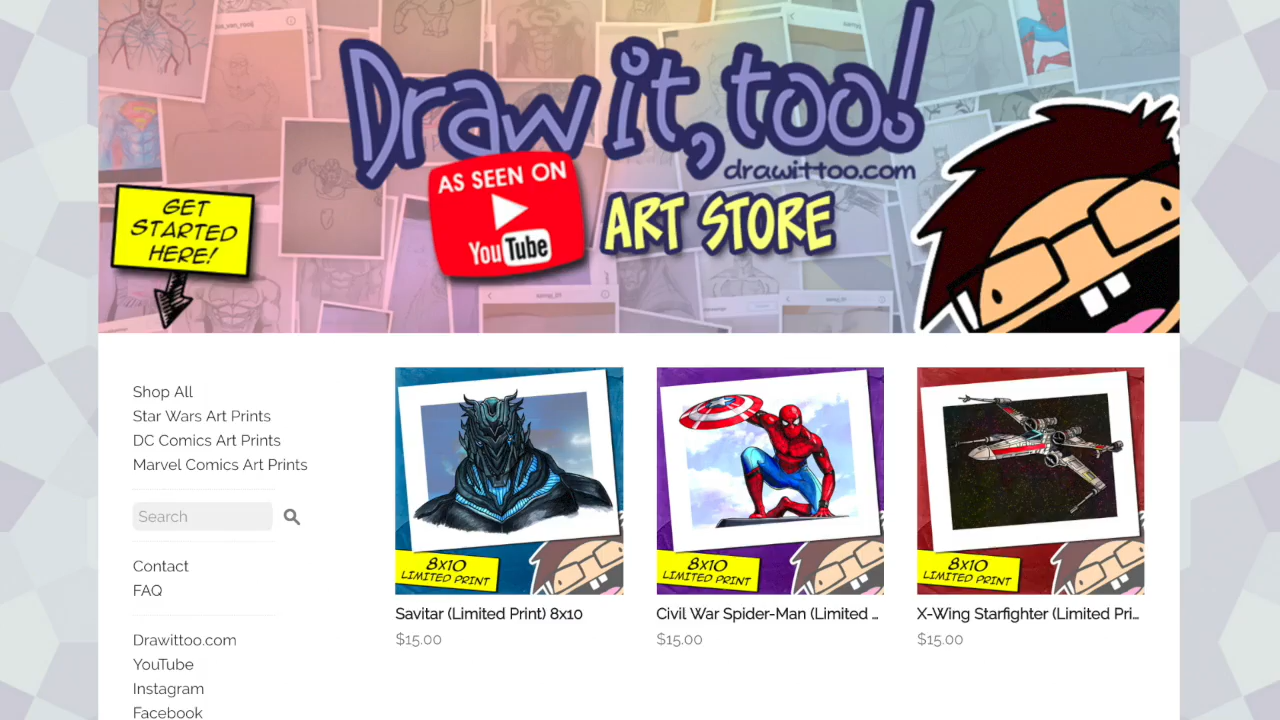 Draw it, too!
drawittoo.com
AS SEEN ON
YouTube
ART STORE
GET
STARTED
HERE!
Shop All
Star Wars Art Prints
DC Comics Art Prints
Marvel Comics Art Prints
Search
Contact
FAQ
Drawittoo.com
YouTube
Instagram
Facebook
8X10
LIMITED PRINT
Savitar (Limited Print) 8x10
$15.00
8X10
LIMITED PRINT
Civil War Spider-Man (Limited ...
$15.00
8X10
LIMITED PRINT
X-Wing Starfighter (Limited Pri...
$15.00